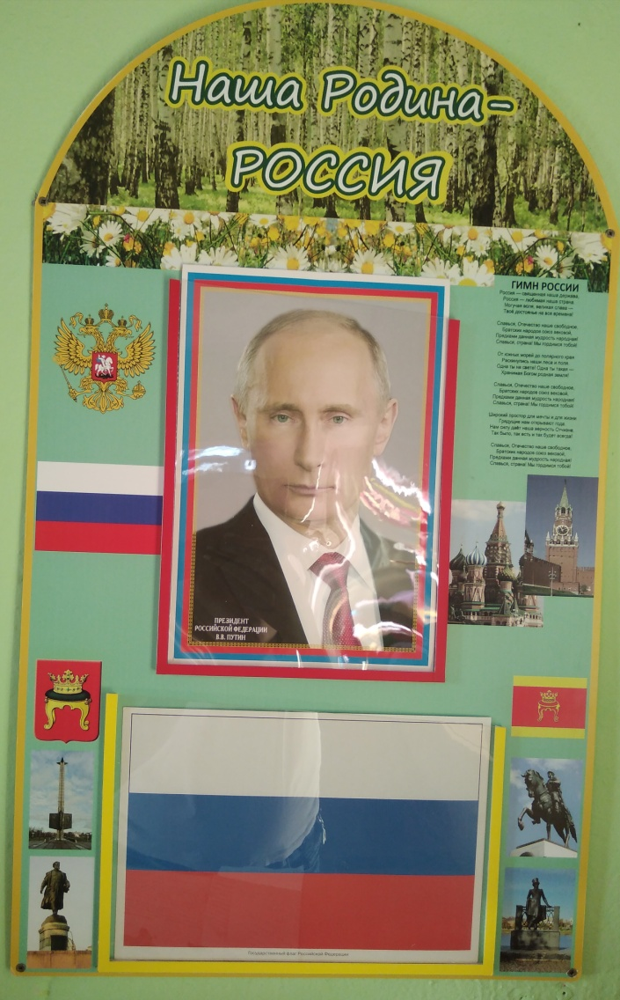 Наша Родина-
РОССИЯ
ГИМН РОССИИ
Россия — священная наша держава,
Россия — любимая наша страна.
Могучая воля, великая слава —
Твоё достоянье на все времена!
Славься, Отечество наше свободное,
Братских народов союз вековой,
Предками данная мудрость народная!
Славься, страна! Мы гордимся тобой!
От южных морей до полярного края
Раскинулись наши леса и поля.
Одна ты на свете! Одна ты такая —
Хранимая Богом родная земля!
Славься, Отечество наше свободное,
Братских народов союз вековой,
Предками данная мудрость народная!
Славься, страна! Мы гордимся тобой!
Широкий простор для мечты и для жизни
Грядущие нам открывают года.
Нам силу даёт наша верность Отчизне.
Так было, так есть и так будет всегда!
Славься, Отечество наше свободное,
Братских народов союз вековой,
Предками данная мудрость народная!
Славься, страна! Мы гордимся тобой!
ПРЕЗИДЕНТ
РОССИЙСКОЙ ФЕДЕРАЦИИ
В.В. ПУТИН
Государственный флаг Российской Федерации